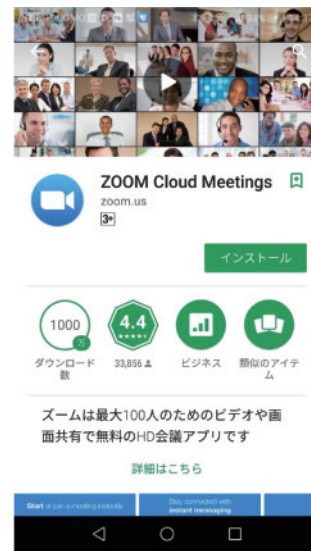 ZOOM Cloud Meetings
zoom.us
3+
インストール
1000
万
4.4
ダウンロード
数
33,856
ビジネス
類似のアイテ
ム
ズームは最大100人のためのビデオや画
面共有で無料のHD会議アプリです
詳細はこちら
Start or join a meeting instantly
Stay connected with
instant messaging